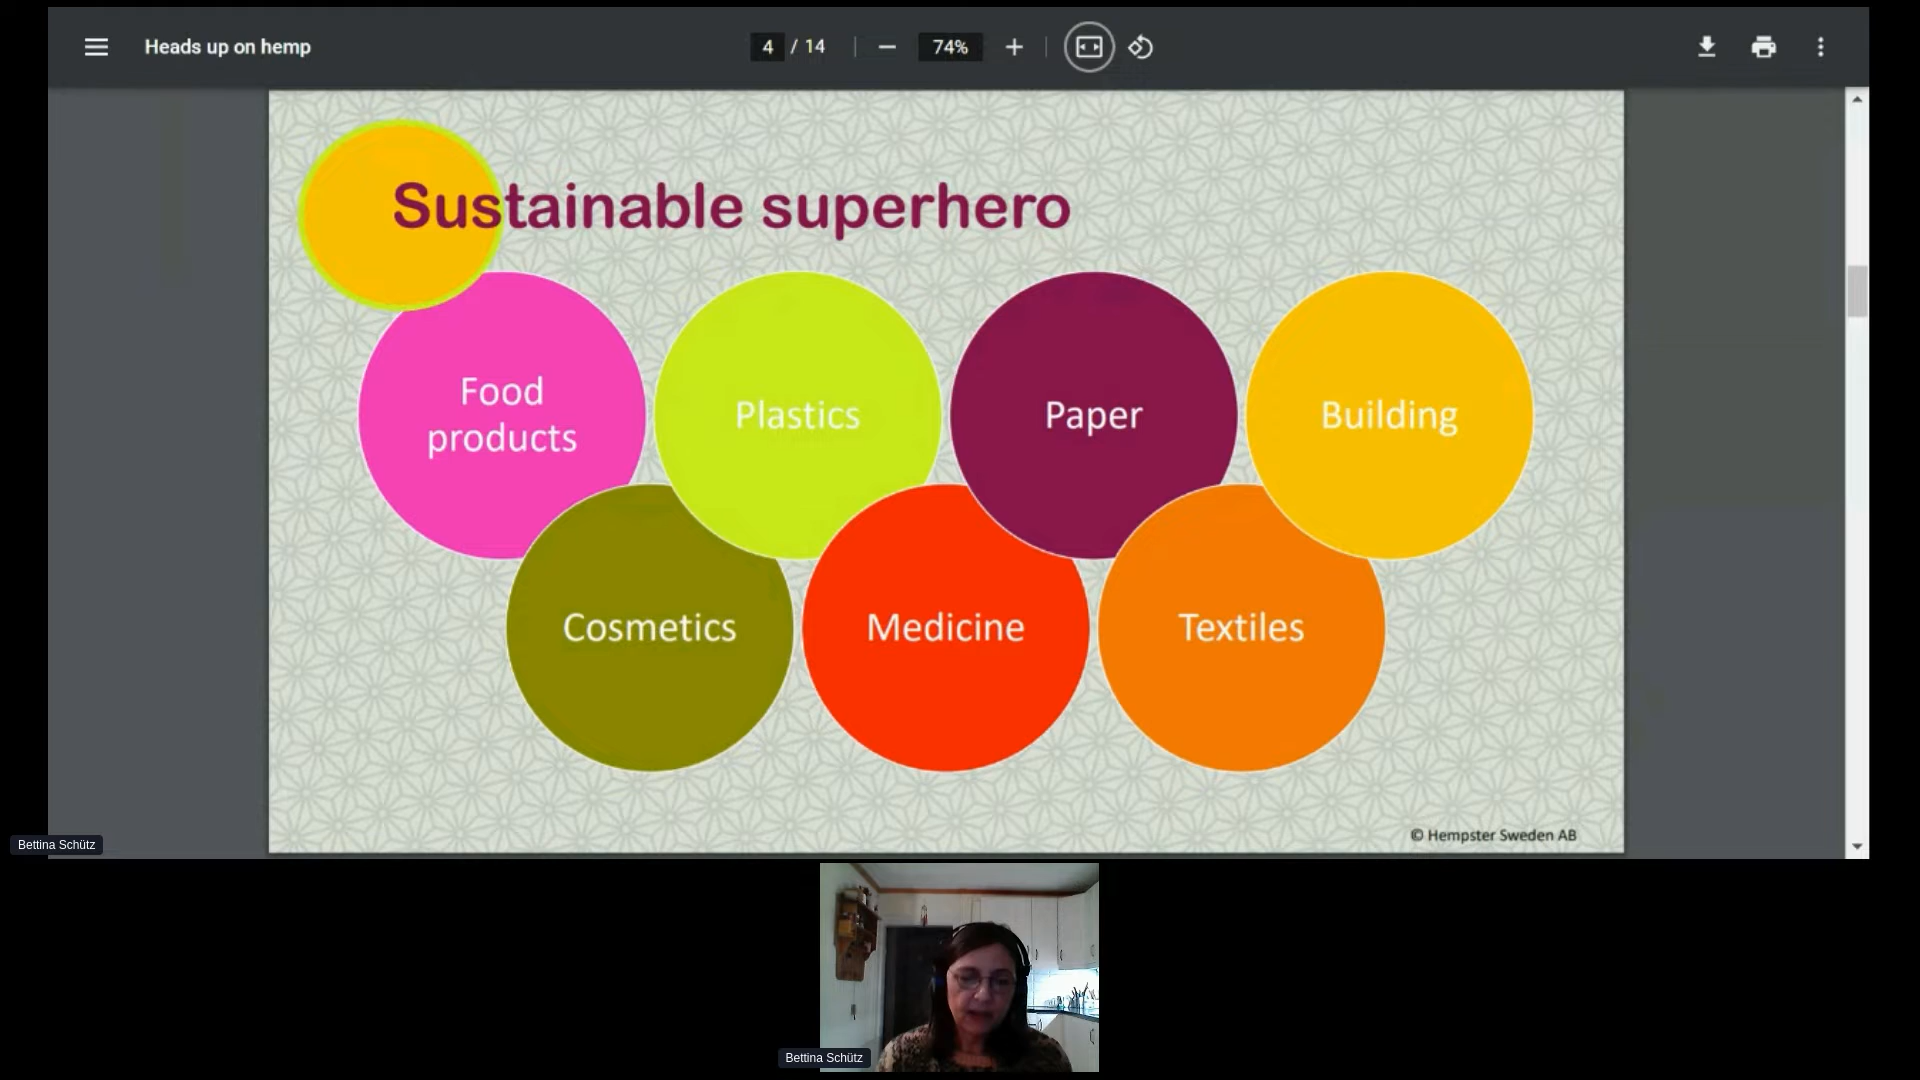 Heads up on hemp
4 / 14
74%
Sustainable superhero
Food
products
Plastics
Paper
Building
Cosmetics
Medicine
Textiles
© Hempster Sweden AB
Bettina Schütz
Bettina Schütz